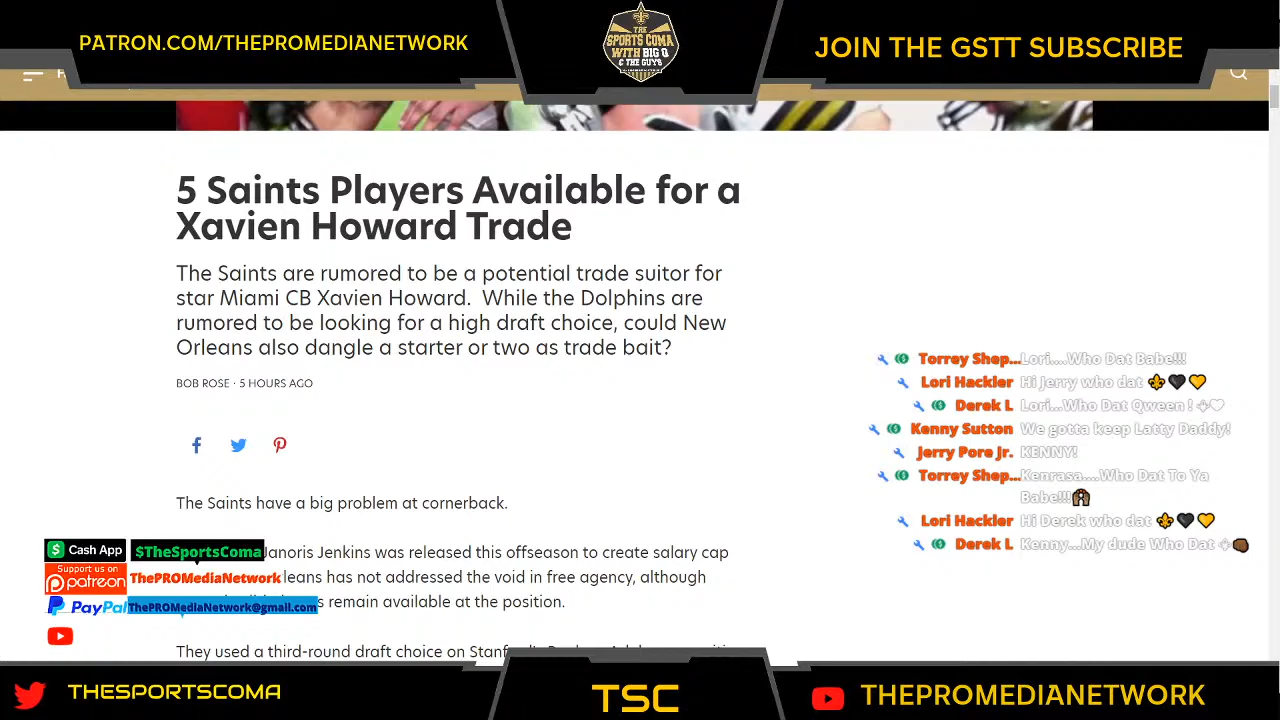 PATRON.COM/THEPROMEDIANETWORK
THE
SPORTS COMA
WITH BIG Q
& THE GUYS
JOIN THE GSTT SUBSCRIBE
5 Saints Players Available for a
Xavien Howard Trade
The Saints are rumored to be a potential trade suitor for
star Miami CB Xavien Howard. While the Dolphins are
rumored to be looking for a high draft choice, could New
Orleans also dangle a starter or two as trade bait?
BOB ROSE · 5 HOURS AGO
Torrey Shep... Lori....Who Dat Babe!!!
Lori Hackler Hi Jerry who dat ⚜️🖤💛
Derek L Lori...Who Dat Qween !
Kenny Sutton We gotta keep Latty Daddy!
Jerry Pore Jr. KENNY!
Torrey Shep... Kenrasa....Who Dat To Ya
Babe!!!
Lori Hackler Hi Derek who dat ⚜️🖤💛
Derek L Kenny...My dude Who Dat
The Saints have a big problem at cornerback.
Janoris Jenkins was released this offseason to create salary cap
leans has not addressed the void in free agency, although
s remain available at the position.
They used a third-round draft choice on
Cash App $TheSportsComa
Support us on
patreon ThePROMediaNetwork
PayPal ThePROMediaNetwork@gmail.com
THESPORTSCOMA
TSC
THEPROMEDIANETWORK